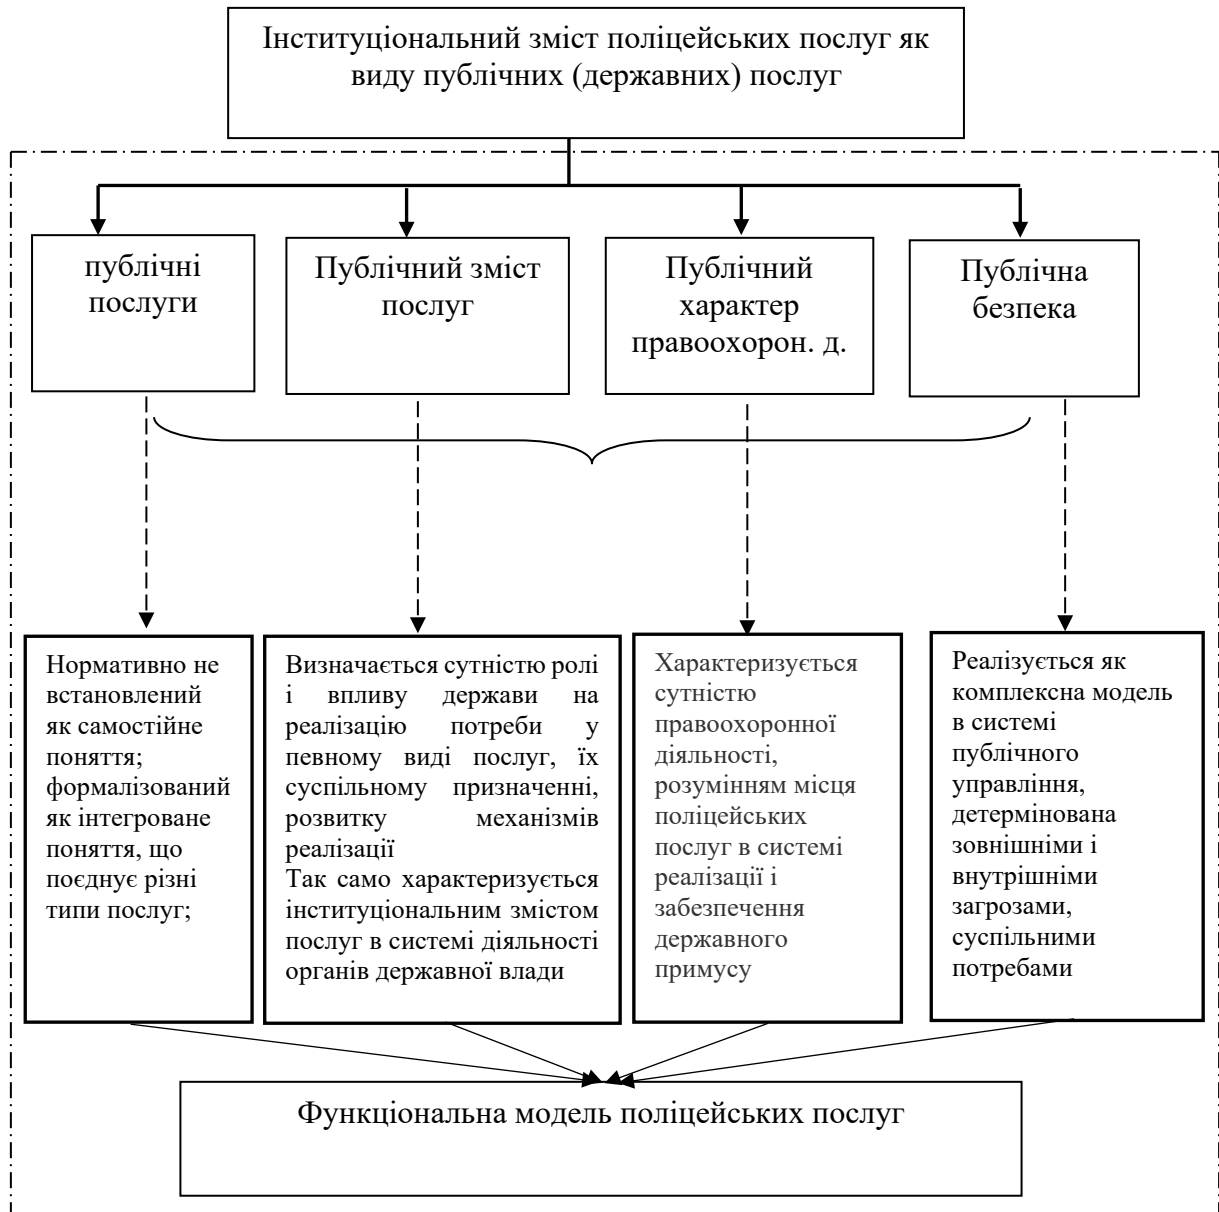 Інституціональний зміст поліцейських послуг як
виду публічних (державних) послуг
публічні
послуги
Публічний зміст
послуг
Публічний
характер
правоохорон. д.
Публічна
безпека
Нормативно не
встановлений
як самостійне
поняття;
формалізований
як інтегроване
поняття, що
поєднує різні
типи послуг;
Визначається сутністю ролі
і впливу держави на
реалізацію потреби у
певному виді послуг, їх
суспільному призначенні,
розвитку механізмів
реалізації
Так само характеризується
інституціональним змістом
послуг в системі діяльності
органів державної влади
Характеризується
сутністю
правоохоронної
діяльності,
розумінням місця
поліцейських
послуг в системі
реалізації і
забезпечення
державного
примусу
Реалізується як
комплексна модель
в системі
публічного
управління,
детермінована
зовнішніми і
внутрішніми
загрозами,
суспільними
потребами
Функціональна модель поліцейських послуг